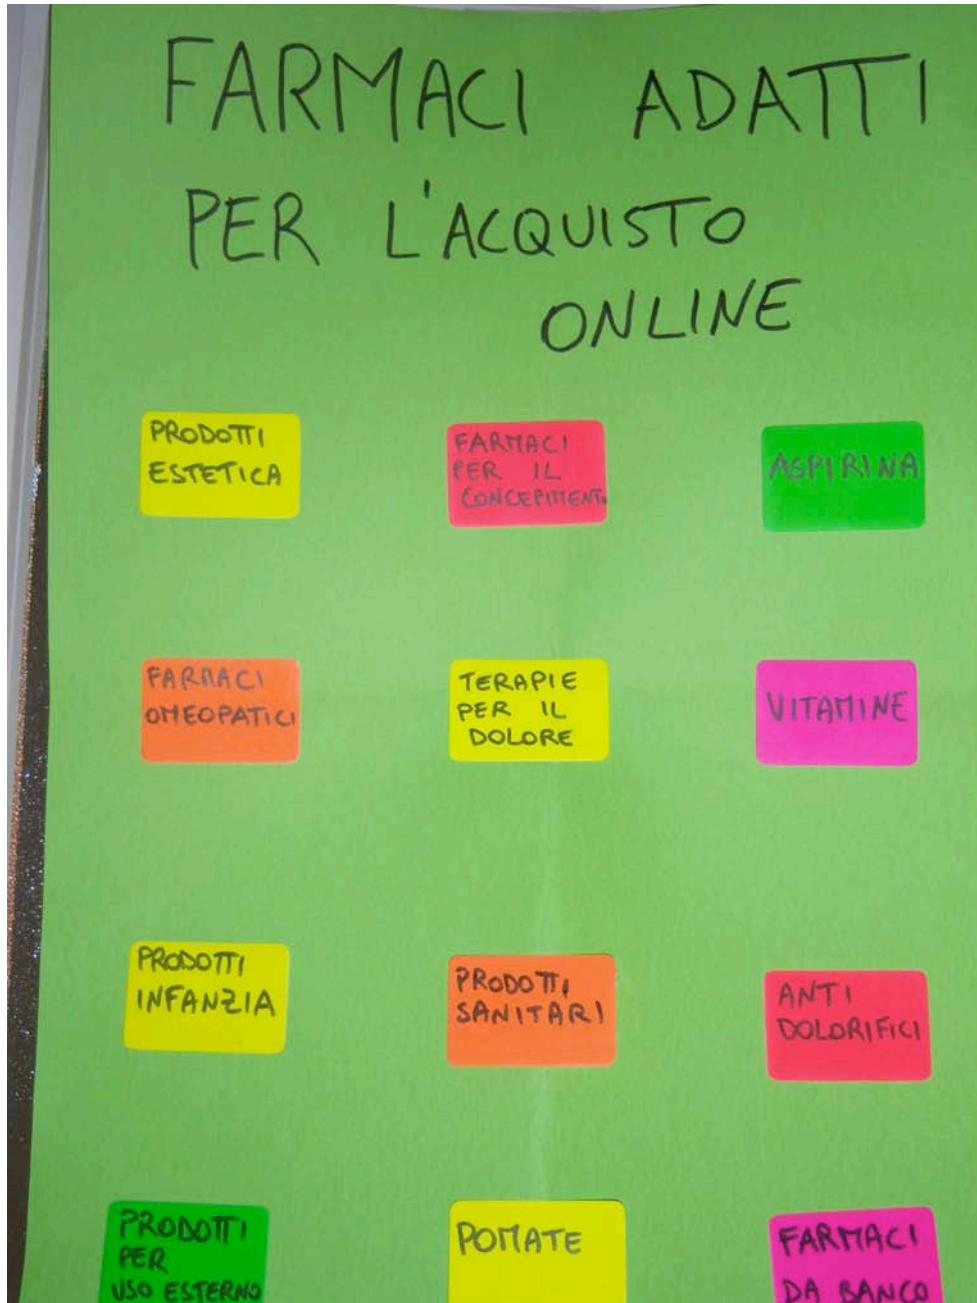 FARMACI ADATTI
PER L'ACQUISTO
ONLINE
PRODOTTI
ESTETICA
FARMACI
PER IL
CONCEPIMENTO
ASPIRINA
FARMACI
OMEOPATICI
TERAPIE
PER IL
DOLORE
VITAMINE
PRODOTTI
INFANZIA
PRODOTTI
SANITARI
ANTI
DOLORIFICI
PRODOTTI
PER
USO ESTERNO
POMATE
FARMACI
DA BANCO